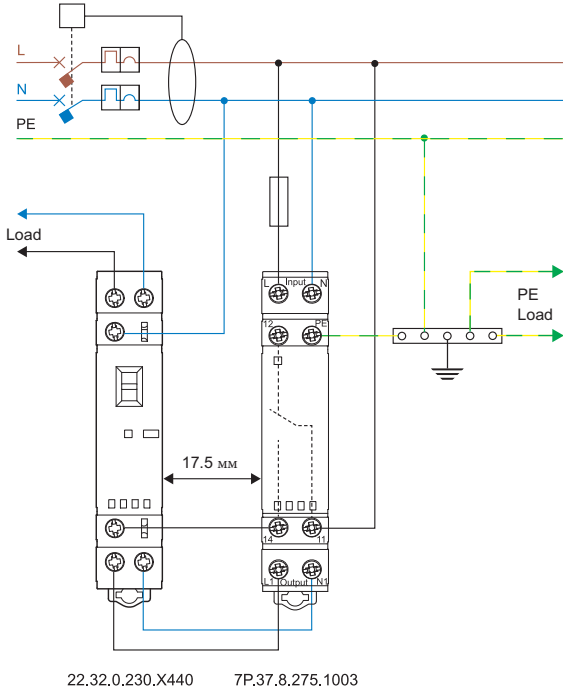 L
N
PE
Load
L Input N
12 PE
PE
Load
17.5 мм
14 11
L1 Output N1
22.32.0.230.X440 7P.37.8.275.1003